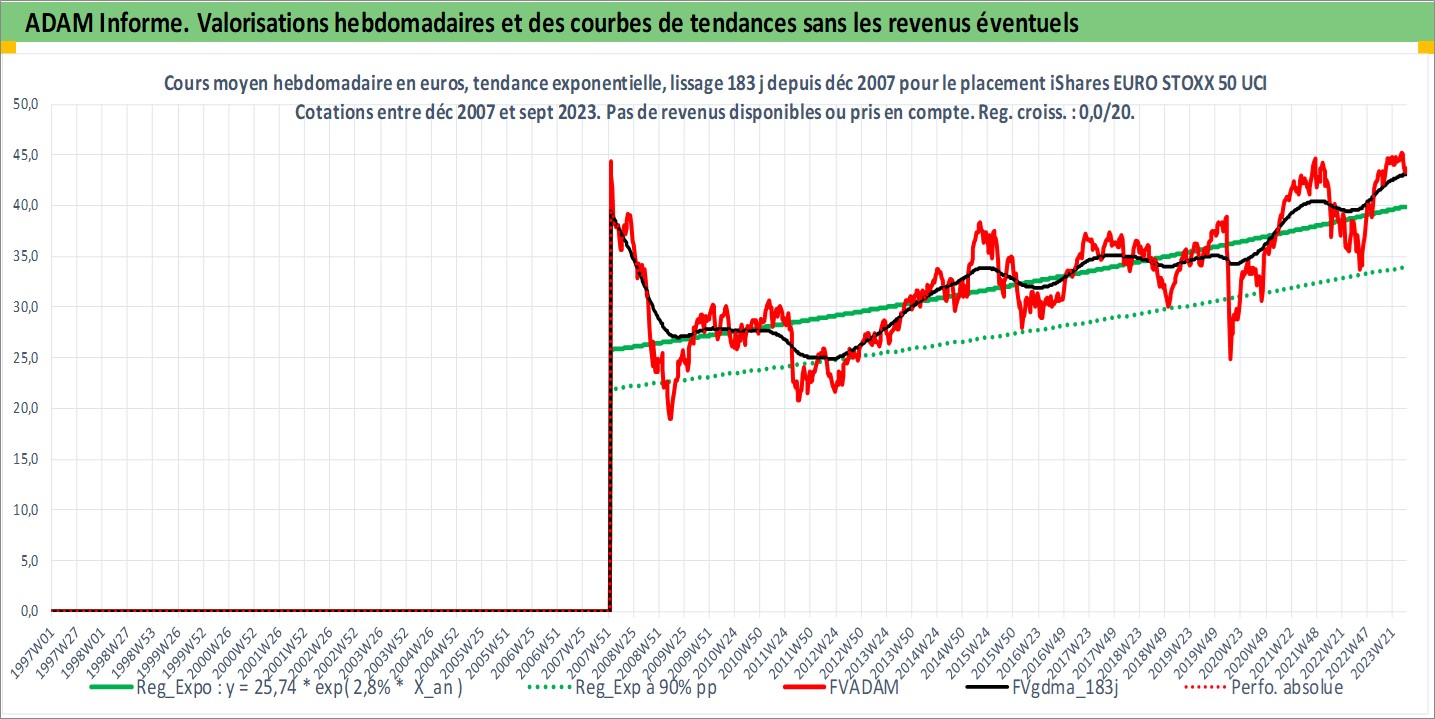 ADAM Informe. Valorisations hebdomadaires et des courbes de tendances sans les revenus éventuels
Cours moyen hebdomadaire en euros, tendance exponentielle, lissage 183 j depuis déc 2007 pour le placement iShares EURO STOXX 50 UCI
Cotations entre déc 2007 et sept 2023. Pas de revenus disponibles ou pris en compte. Reg. croiss. : 0,0/20.
50,0
45,0
40,0
35,0
30,0
25,0
20,0
15,0
10,0
5,0
0,0
1997W01
1997W27
1998W01
1998W27
1998W53
1999W26
1999W52
2000W26
2000W52
2001W26
2001W52
2002W26
2002W52
2003W26
2003W52
2004W26
2004W52
2005W25
2005W51
2006W25
2006W51
2007W25
2007W51
2008W25
2008W51
2009W25
2009W51
2010W24
2010W50
2011W24
2011W50
2012W24
2012W50
2013W24
2013W50
2014W24
2014W50
2015W24
2015W50
2016W23
2016W49
2017W23
2017W49
2018W23
2018W49
2019W23
2019W49
2020W23
2020W49
2021W22
2021W48
2022W21
2022W47
2023W21
Reg_Expo : y = 25,74 * exp( 2,8% * X_an )
Reg_Exp à 90% pp
FVADAM
FVgdma_183j
Perfo. absolue